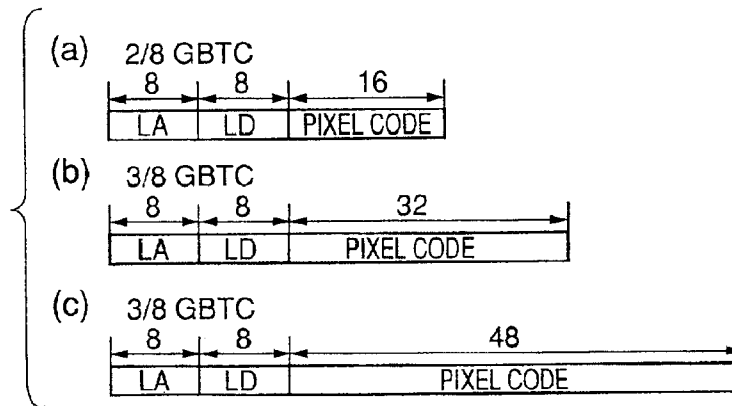 (a) 2/8 GBTC
8 8 16
LA LD PIXEL CODE
(b) 3/8 GBTC
8 8 32
LA LD PIXEL CODE
(c) 3/8 GBTC
8 8 48
LA LD PIXEL CODE